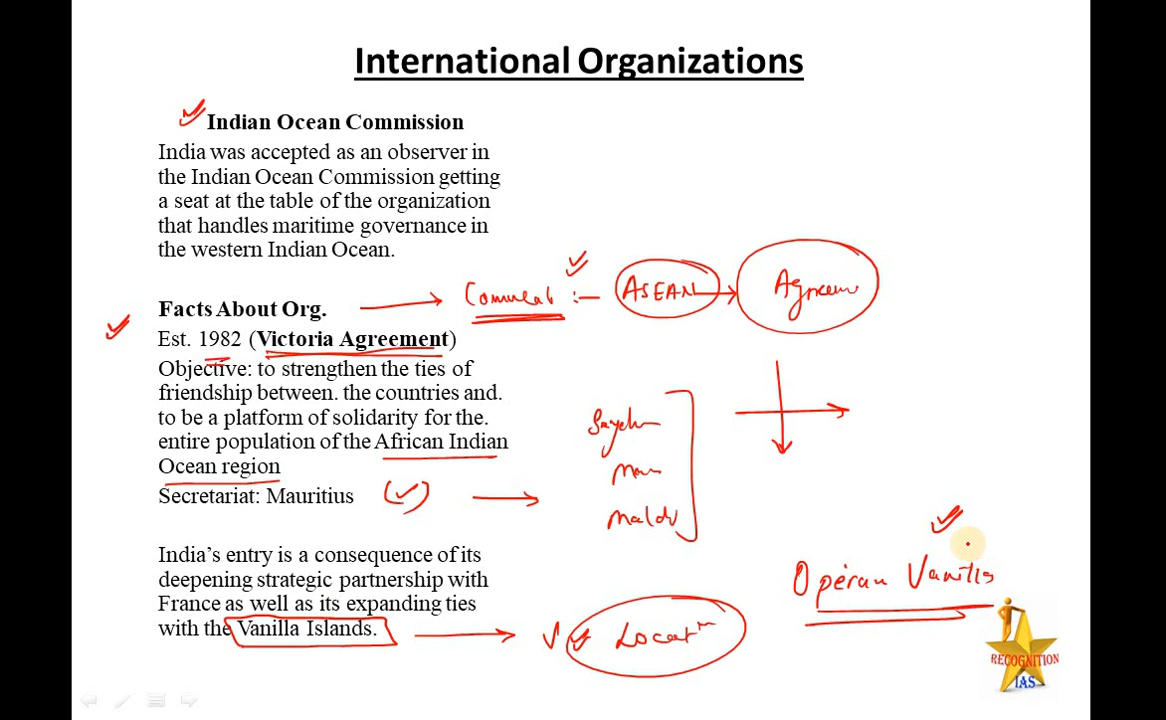 International Organizations
Indian Ocean Commission
India was accepted as an observer in
the Indian Ocean Commission getting
a seat at the table of the organization
that handles maritime governance in
the western Indian Ocean.
Facts About Org.
:- ASEAN
Est. 1982 (Victoria Agreement)
Objective: to strengthen the ties of
friendship between. the countries and.
to be a platform of solidarity for the.
entire population of the African Indian
Ocean region
Secretariat: Mauritius
India's entry is a consequence of its
deepening strategic partnership with
France as well as its expanding ties
with the Vanilla Islands.
RECOGNITION
IAS